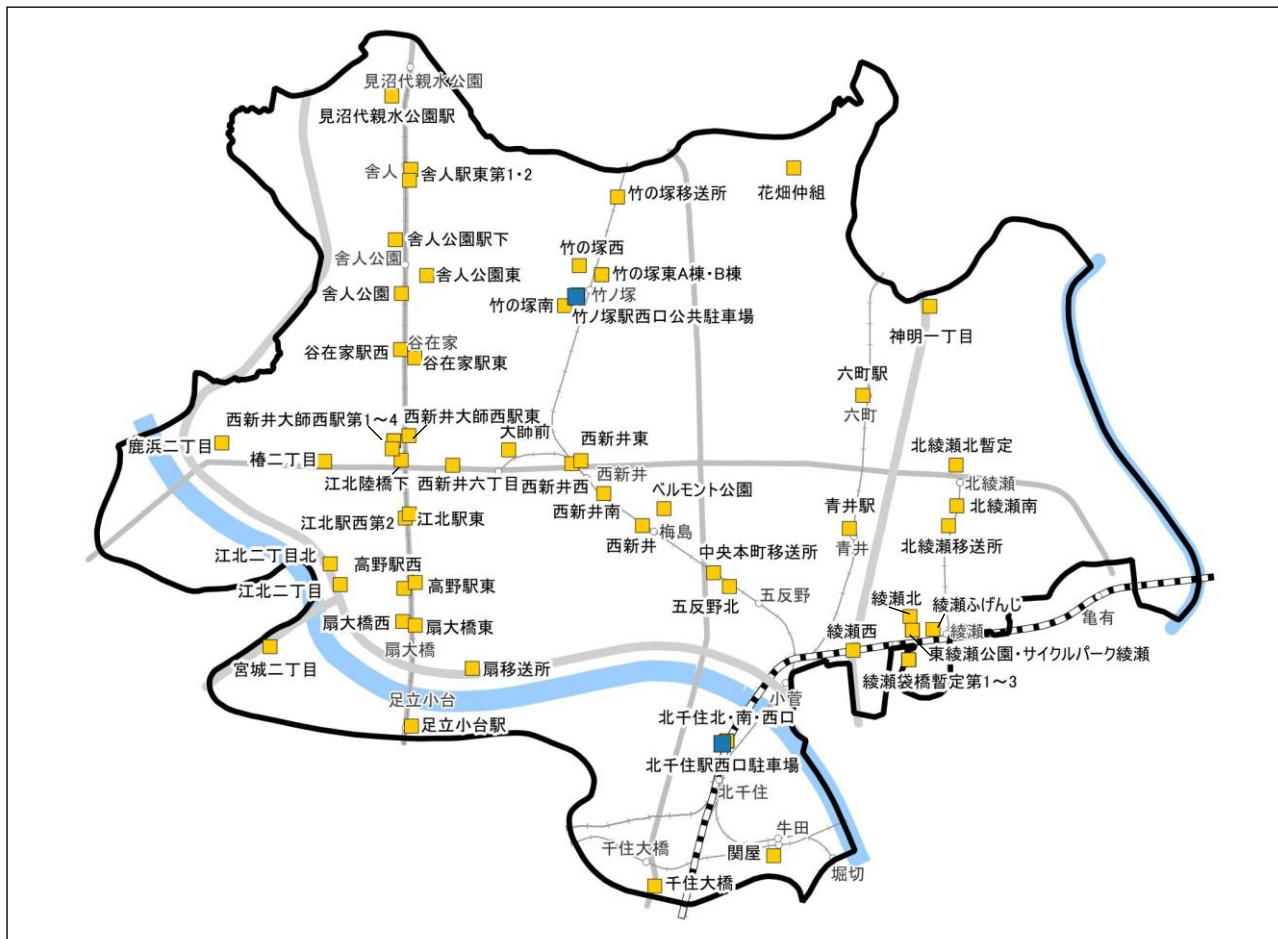 見沼代親水公園
見沼代親水公園駅
舎人
舎人駅東第1・2
竹の塚移送所
花畑仲組
舎人公園駅下
舎人公園
舎人公園東
舎人公園
竹の塚西
竹の塚東A棟・B棟
竹ノ塚
竹の塚南
竹ノ塚駅西口公共駐車場
神明一丁目
谷在家
谷在家駅西
谷在家駅東
六町駅
六町
西新井大師西駅第1～4
西新井大師西駅東
大師前
西新井東
鹿浜二丁目
椿二丁目
江北陸橋下
西新井六丁目
西新井西
西新井
北綾瀬北暫定
北綾瀬
西新井南
ベルモント公園
北綾瀬南
江北駅西第2
江北駅東
西新井
梅島
青井駅
青井
北綾瀬移送所
江北二丁目北
高野駅西
中央本町移送所
江北二丁目
高野駅東
五反野北
五反野
綾瀬北
綾瀬ふげんじ
綾瀬
亀有
扇大橋西
扇大橋東
扇大橋
綾瀬西
東綾瀬公園・サイクルパーク綾瀬
宮城二丁目
扇移送所
綾瀬袋橋暫定第1～3
足立小台
足立小台駅
小菅
北千住北・南・西口
北千住駅西口駐車場
北千住
牛田
千住大橋
関屋
堀切
千住大橋